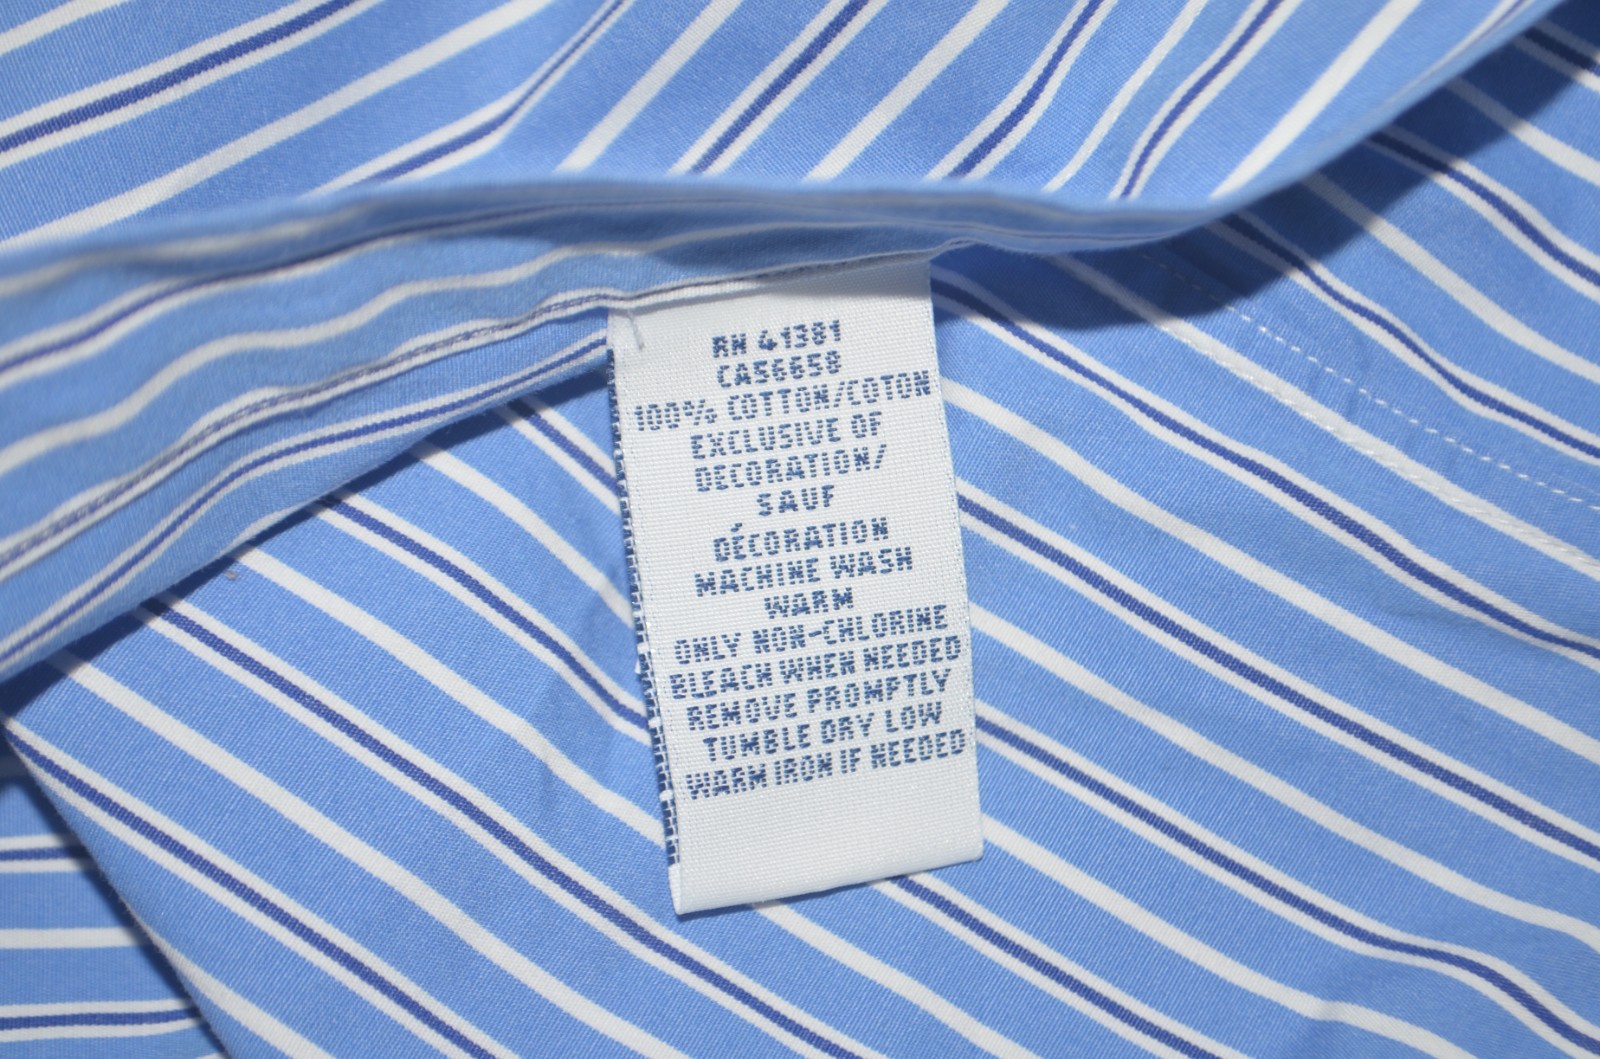 RN 41381
CA56658
100% COTTON/COTON
EXCLUSIVE OF
DECORATION/
SAUF
DÉCORATION
MACHINE WASH
WARM
ONLY NON-CHLORINE
BLEACH WHEN NEEDED
REMOVE PROMPTLY
TUMBLE DRY LOW
WARM IRON IF NEEDED